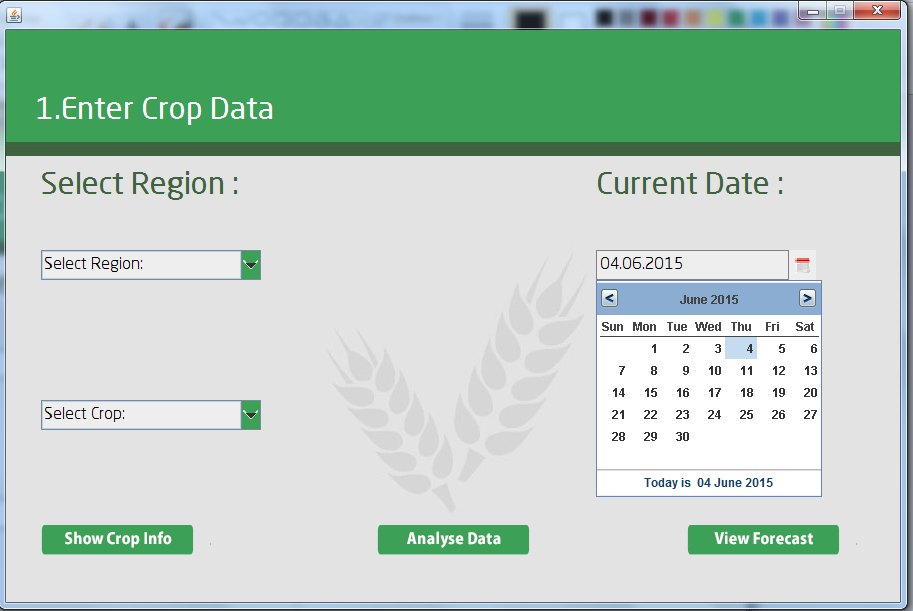 1.Enter Crop Data
Select Region :
Current Date :
Select Region:
04.06.2015
< June 2015 >
Sun Mon Tue Wed Thu Fri Sat
1 2 3 4 5 6
7 8 9 10 11 12 13
14 15 16 17 18 19 20
21 22 23 24 25 26 27
28 29 30
Today is 04 June 2015
Select Crop:
Show Crop Info
Analyse Data
View Forecast